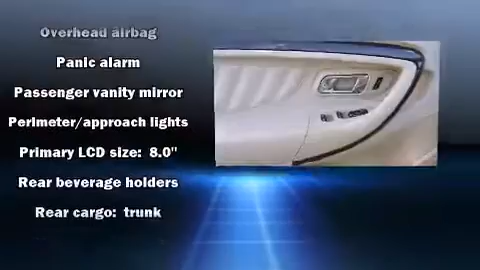 Overhead airbag
Panic alarm
Passenger vanity mirror
Perimeter/approach lights
Primary LCD size:  8.0"
Rear beverage holders
Rear cargo:  trunk